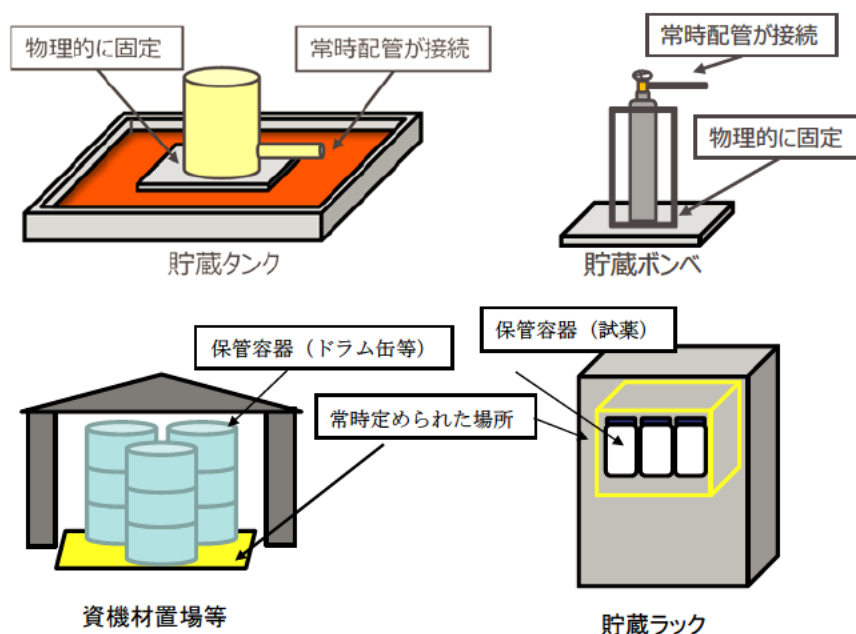 物理的に固定
常時配管が接続
貯蔵タンク
常時配管が接続
物理的に固定
貯蔵ボンベ
保管容器（ドラム缶等）
常時定められた場所
資機材置場等
保管容器（試薬）
貯蔵ラック